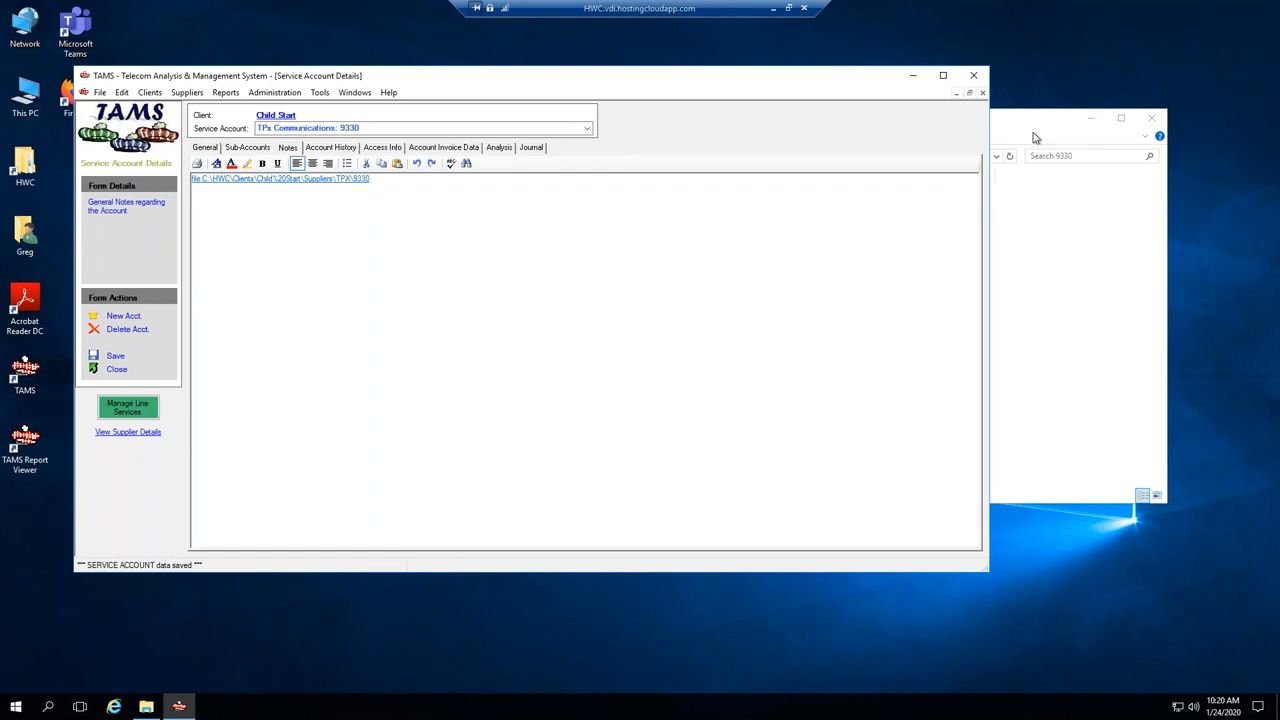 HWC.vdi.hostingcloudapp.com
Network
Microsoft
Teams
This PC
Fir
HWC
Greg
Acrobat
Reader DC
TAMS
TAMS Report
Viewer
TAMS - Telecom Analysis & Management System - [Service Account Details]
File Edit Clients Suppliers Reports Administration Tools Windows Help
TAMS
Service Account Details
Form Details
General Notes regarding
the Account
Form Actions
New Acct.
Delete Acct.
Save
Close
Manage Line
Services
View Supplier Details
Client: Child Start
Service Account: TPx Communications: 9330
General Sub-Accounts Notes Account History Access Info Account Invoice Data Analysis Journal
A A B I U
file:C:\HWC\Clients\Child%20Start\Suppliers\TPX\9330
*** SERVICE ACCOUNT data saved ***
Search 9330
10:20 AM
1/24/2020